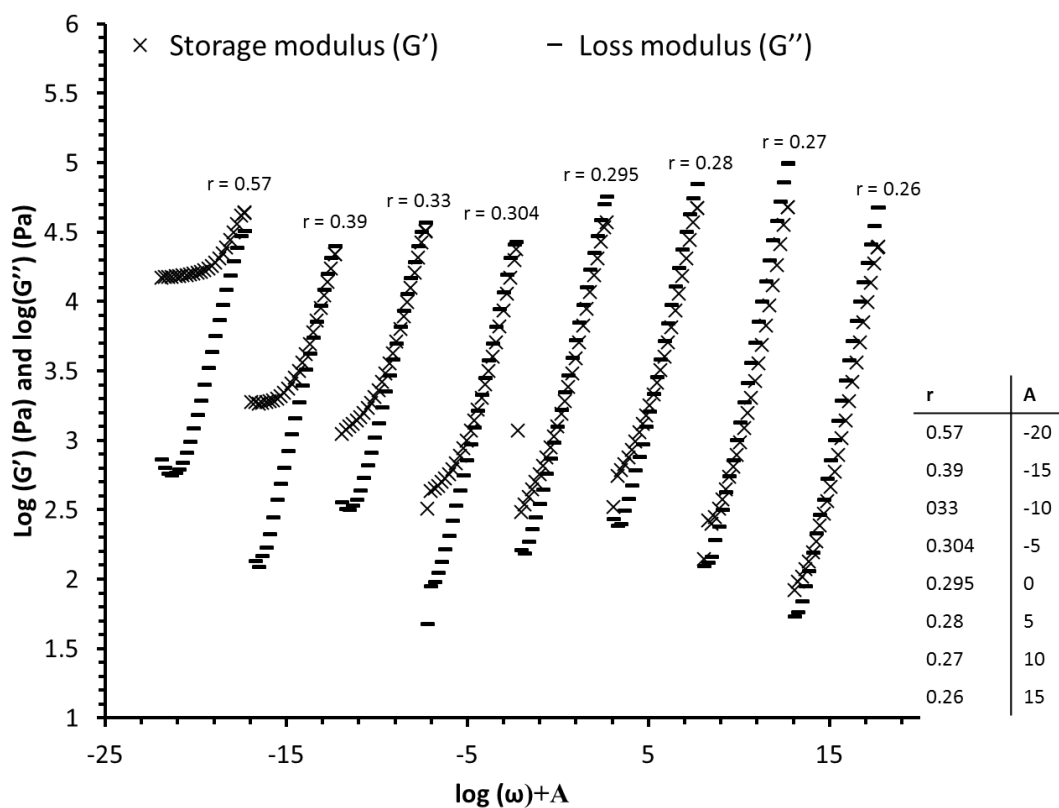 × Storage modulus (G’) – Loss modulus (G’’)
r = 0.57
r = 0.39
r = 0.33
r = 0.304
r = 0.295
r = 0.28
r = 0.27
r = 0.26
Log (G’) (Pa) and log(G’’) (Pa)
6
5.5
5
4.5
4
3.5
3
2.5
2
1.5
1
-25 -15 -5 5 15
log (ω)+A
r A
0.57 -20
0.39 -15
033 -10
0.304 -5
0.295 0
0.28 5
0.27 10
0.26 15